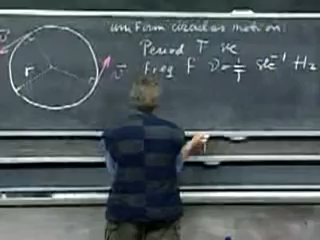 uniform circular motion:
Period T sec
freq f ν = 1/T sec⁻¹ Hz
r
v